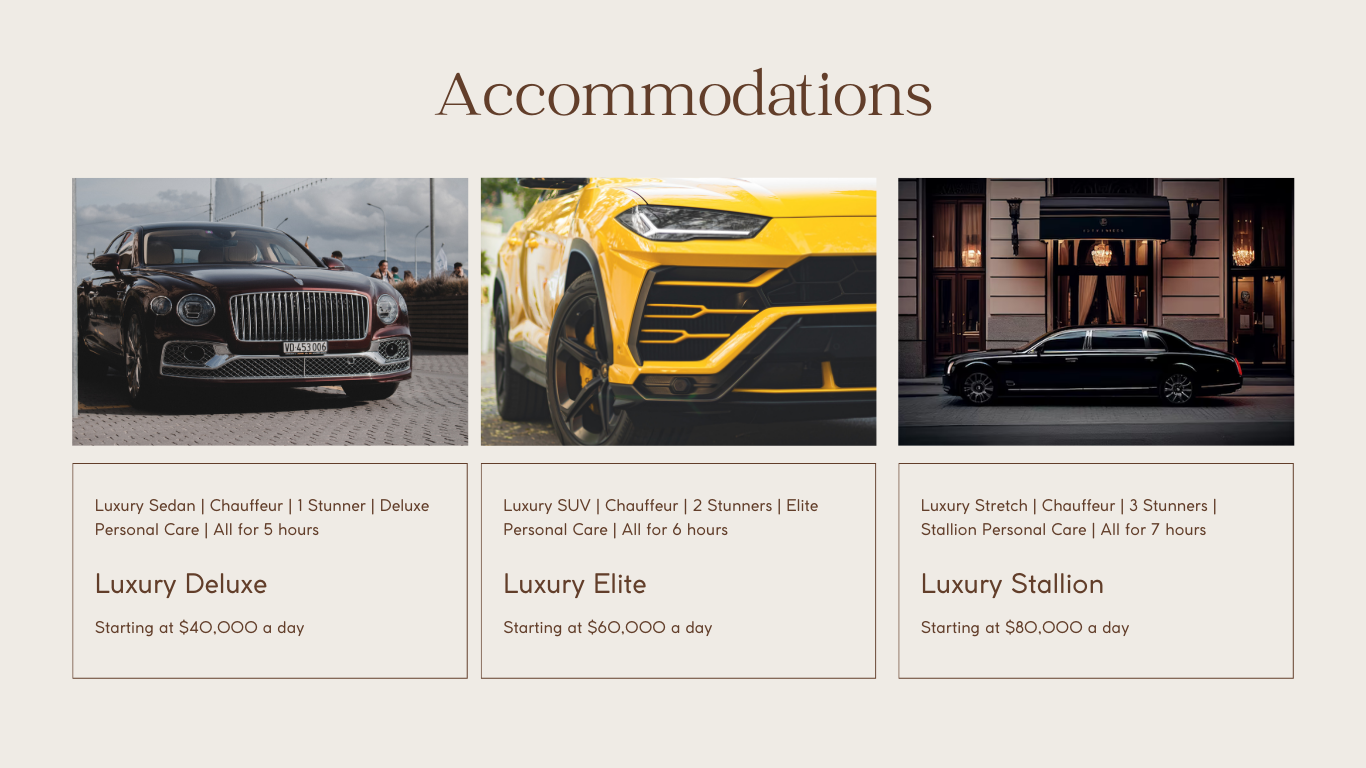 Accommodations
VD·453006
Luxury Sedan | Chauffeur | 1 Stunner | Deluxe
Personal Care | All for 5 hours
Luxury Deluxe
Starting at $40,000 a day
Luxury SUV | Chauffeur | 2 Stunners | Elite
Personal Care | All for 6 hours
Luxury Elite
Starting at $60,000 a day
Luxury Stretch | Chauffeur | 3 Stunners |
Stallion Personal Care | All for 7 hours
Luxury Stallion
Starting at $80,000 a day